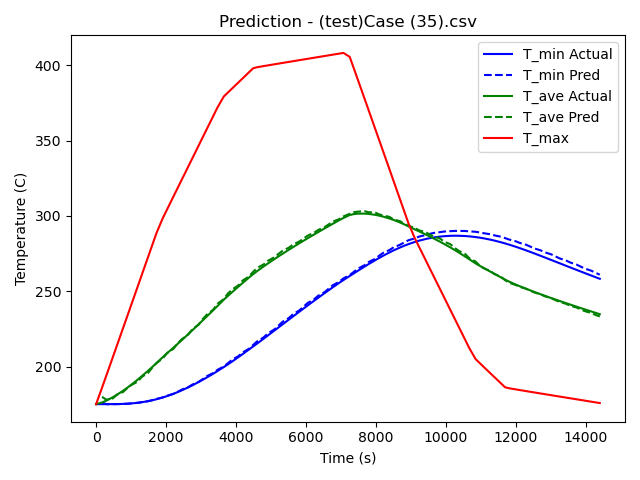 Prediction - (test)Case (35).csv
T_min Actual
T_min Pred
T_ave Actual
T_ave Pred
T_max
Temperature (C)
400
350
300
250
200
0 2000 4000 6000 8000 10000 12000 14000
Time (s)